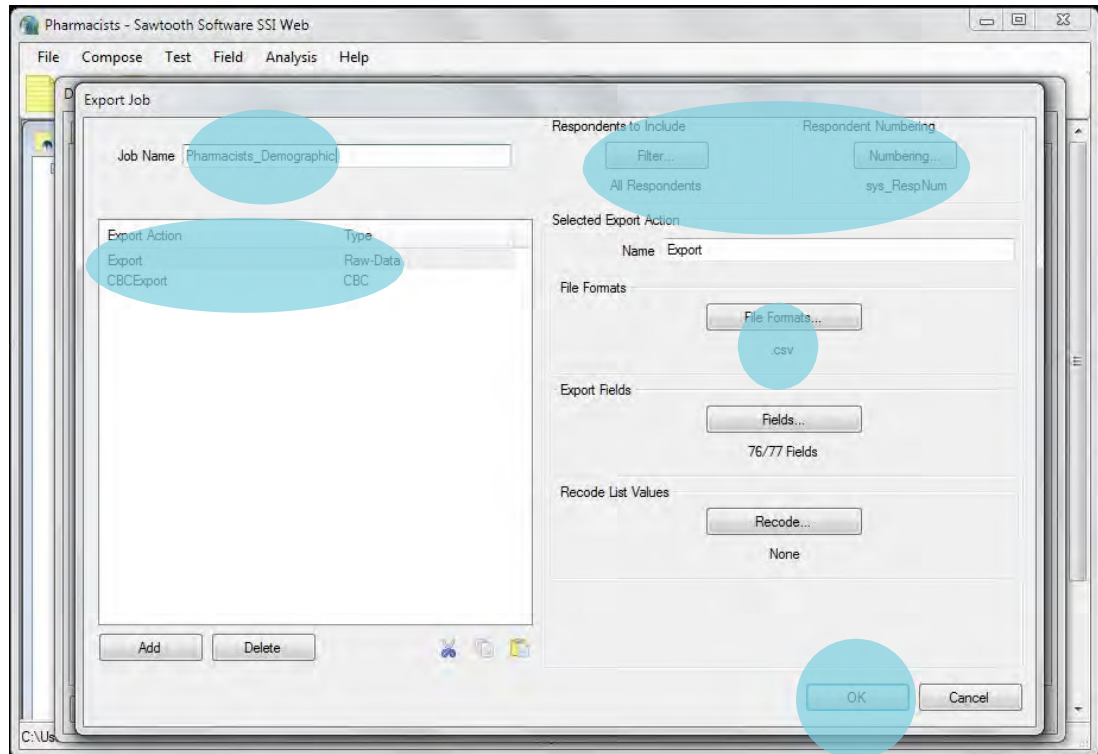 Pharmacists - Sawtooth Software SSI Web
File Compose Test Field Analysis Help
Export Job
Job Name Pharmacists_Demographic
Respondents to Include
Filter...
All Respondents
Respondent Numbering
Numbering...
sys_RespNum
Export Action Type
Export Raw-Data
CBCExport CBC
Selected Export Action
Name Export
File Formats
File Formats...
.csv
Export Fields
Fields...
76/77 Fields
Recode List Values
Recode...
None
Add Delete
OK Cancel
C:\Us